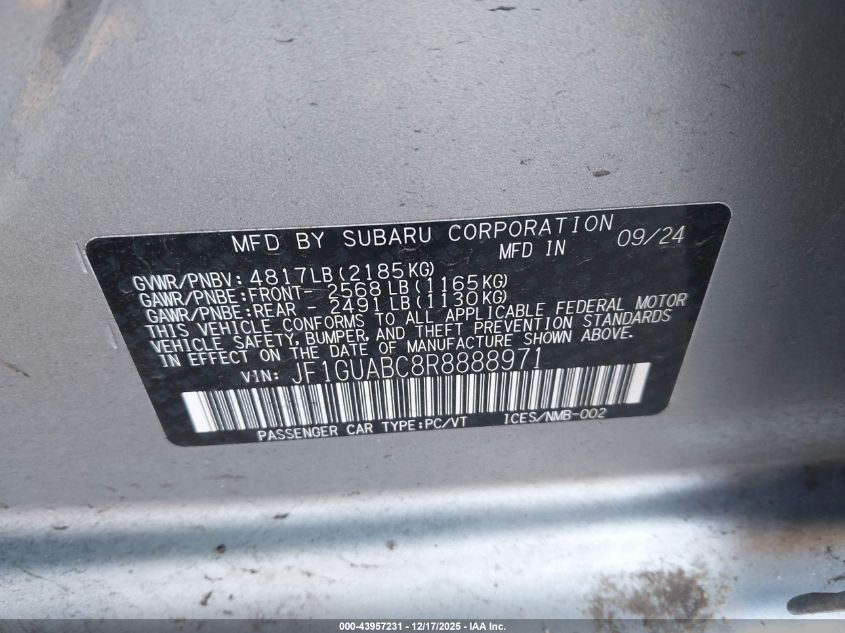 MFD BY SUBARU CORPORATION
MFD IN 09/24
GVWR/PNBV: 4817LB(2185KG)
GAWR/PNBE:FRONT- 2568LB(1165KG)
GAWR/PNBE:REAR - 2491LB(1130KG)
THIS VEHICLE CONFORMS TO ALL APPLICABLE FEDERAL MOTOR
VEHICLE SAFETY, BUMPER, AND THEFT PREVENTION STANDARDS
IN EFFECT ON THE DATE OF MANUFACTURE SHOWN ABOVE.
VIN: JF1GUABC8R8888971
PASSENGER CAR TYPE:PC/VT ICES/NMB-002
000-43957231 - 12/17/2025 - IAA Inc.